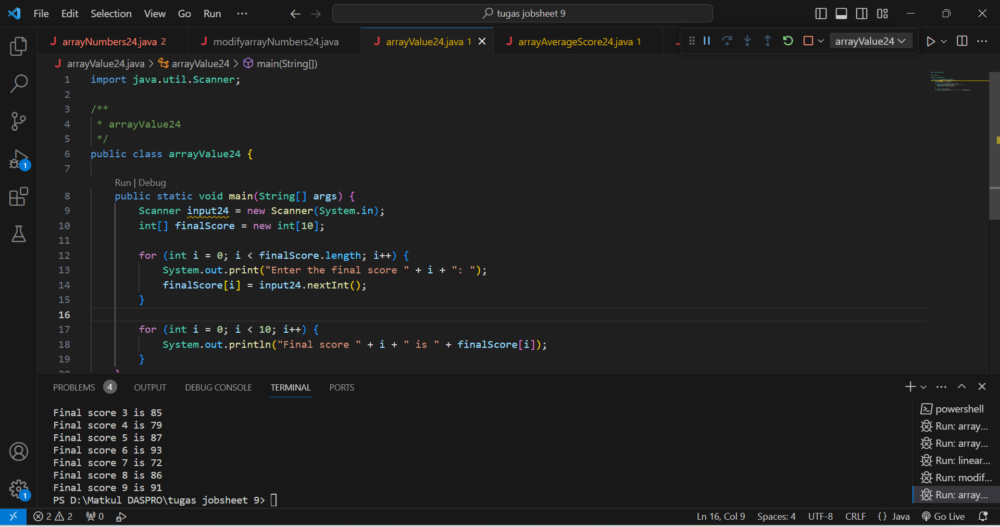 File Edit Selection View Go Run ···
tugas jobsheet 9
arrayNumbers24.java 2
modifyarrayNumbers24.java
arrayValue24.java 1
arrayAverageScore24.java 1
arrayValue24
arrayValue24.java > arrayValue24 > main(String[])
1 import java.util.Scanner;
2
3 /**
4 * arrayValue24
5 */
6 public class arrayValue24 {
7
Run | Debug
8 public static void main(String[] args) {
9 Scanner input24 = new Scanner(System.in);
10 int[] finalScore = new int[10];
11
12 for (int i = 0; i < finalScore.length; i++) {
13 System.out.print("Enter the final score " + i + ": ");
14 finalScore[i] = input24.nextInt();
15 }
16
17 for (int i = 0; i < 10; i++) {
18 System.out.println("Final score " + i + " is " + finalScore[i]);
19 }
1
1
PROBLEMS 4 OUTPUT DEBUG CONSOLE TERMINAL PORTS
Final score 3 is 85
Final score 4 is 79
Final score 5 is 87
Final score 6 is 93
Final score 7 is 72
Final score 8 is 86
Final score 9 is 91
PS D:\Matkul DASPRO\tugas jobsheet 9>
powershell
Run: array...
Run: array...
Run: linear...
Run: modif...
Run: array...
2 2 0
Ln 16, Col 9 Spaces: 4 UTF-8 CRLF {} Java Go Live